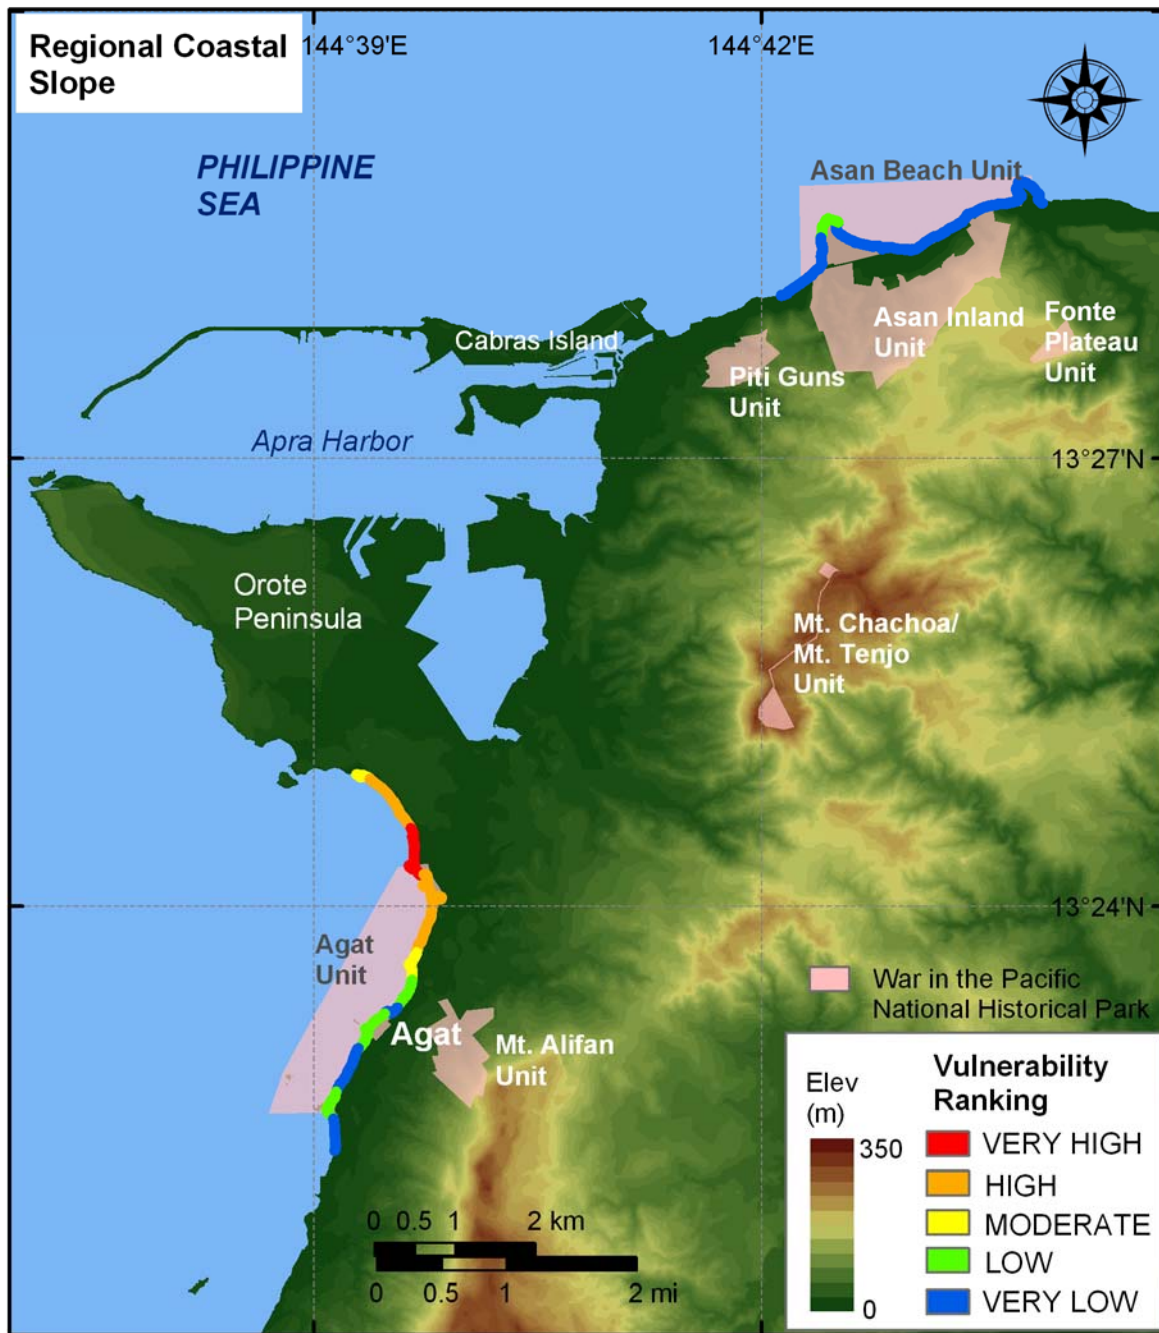 Regional Coastal
Slope
144°39'E
144°42'E
PHILIPPINE
SEA
Asan Beach Unit
Cabras Island
Asan Inland
Unit
Fonte
Plateau
Unit
Piti Guns
Unit
Apra Harbor
13°27'N
Orote
Peninsula
Mt. Chachoa/
Mt. Tenjo
Unit
13°24'N
Agat
Unit
War in the Pacific
National Historical Park
Agat
Mt. Alifan
Unit
Elev
(m)
350
0
Vulnerability
Ranking
VERY HIGH
HIGH
MODERATE
LOW
VERY LOW
0 0.5 1 2 km
0 0.5 1 2 mi